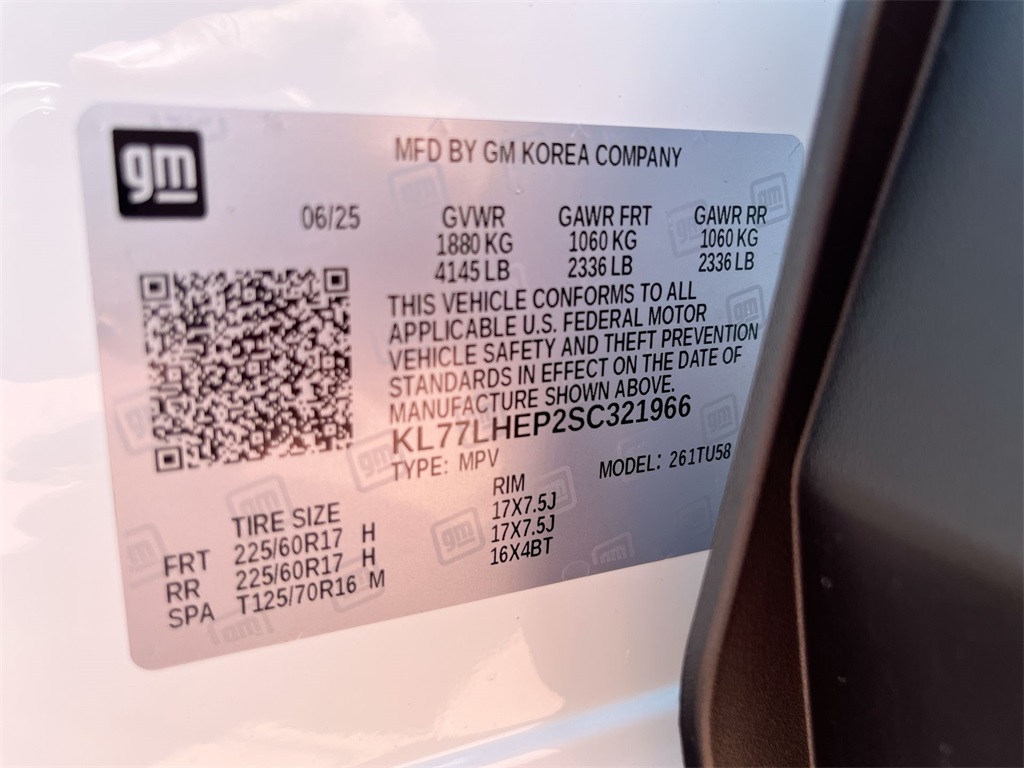 gm
MFD BY GM KOREA COMPANY
06/25 GVWR GAWR FRT GAWR RR
1880 KG 1060 KG 1060 KG
4145 LB 2336 LB 2336 LB
THIS VEHICLE CONFORMS TO ALL
APPLICABLE U.S. FEDERAL MOTOR
VEHICLE SAFETY AND THEFT PREVENTION
STANDARDS IN EFFECT ON THE DATE OF
MANUFACTURE SHOWN ABOVE.
KL77LHEP2SC321966
TYPE: MPV MODEL: 261TU58
TIRE SIZE RIM
FRT 225/60R17 H 17X7.5J
RR 225/60R17 H 17X7.5J
SPA T125/70R16 M 16X4BT